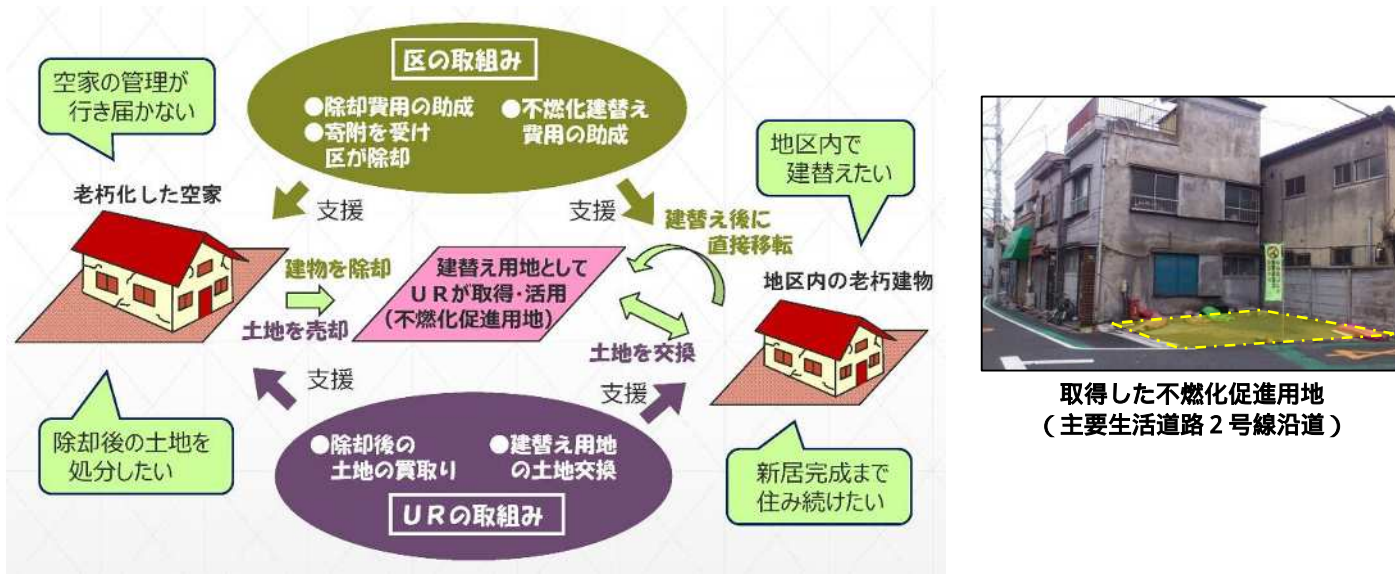 区の取組み
●除却費用の助成
●寄附を受け
区が除却
●不燃化建替え
費用の助成
空家の管理が
行き届かない
地区内で
建替えたい
老朽化した空家
支援
支援
建替え後に
直接移転
建物を除却
土地を売却
建替え用地として
URが取得・活用
(不燃化促進用地)
地区内の老朽建物
土地を交換
支援
支援
除却後の土地を
処分したい
●除却後の
土地の買取り
●建替え用地
の土地交換
URの取組み
新居完成まで
住み続けたい
取得した不燃化促進用地
(主要生活道路2号線沿道)